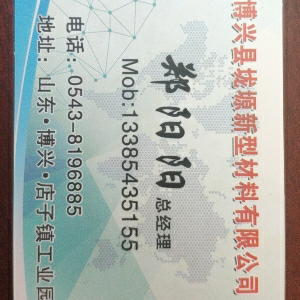 博兴县垅塬新型材料有限公司
郑阳阳 总经理
Mob:13385435155
电话：0543-8196885
地址：山东·博兴·店子镇工业园